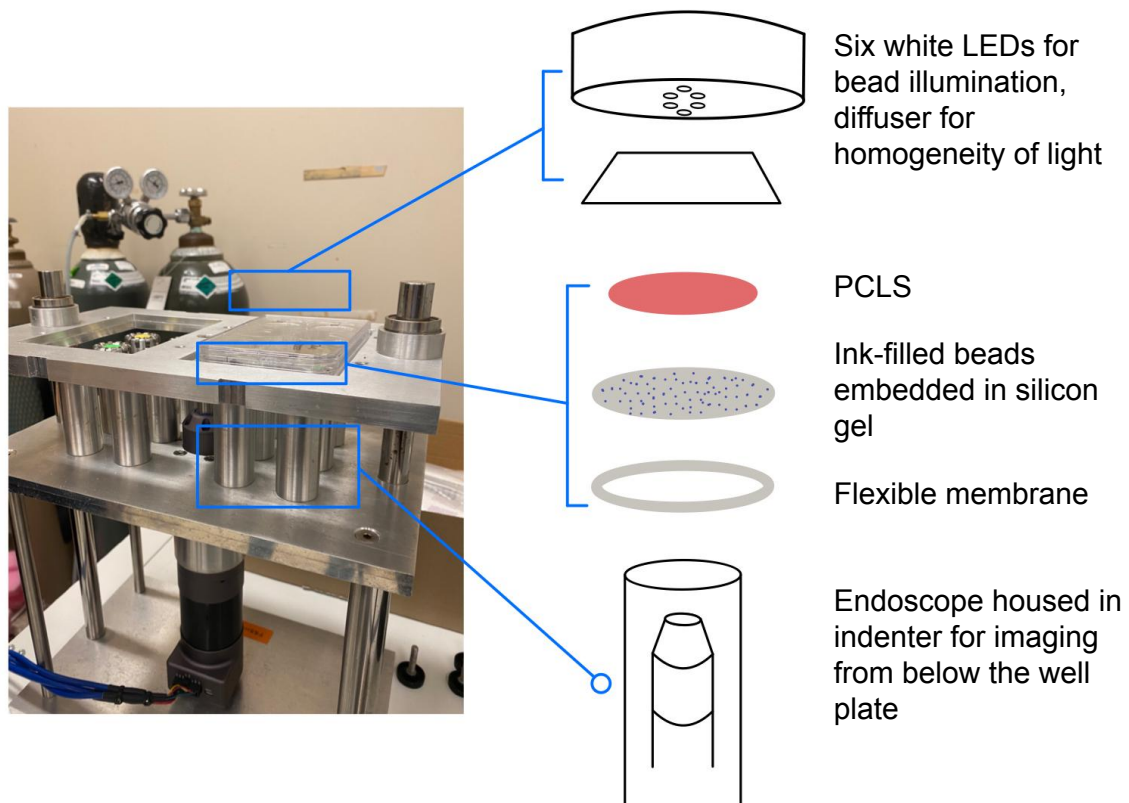 Six white LEDs for
bead illumination,
diffuser for
homogeneity of light
PCLS
Ink-filled beads
embedded in silicon
gel
Flexible membrane
Endoscope housed in
indenter for imaging
from below the well
plate